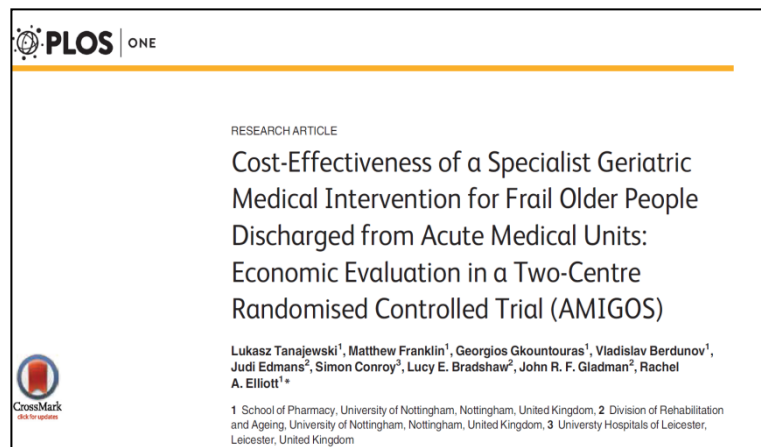 PLOS | ONE
RESEARCH ARTICLE
Cost-Effectiveness of a Specialist Geriatric
Medical Intervention for Frail Older People
Discharged from Acute Medical Units:
Economic Evaluation in a Two-Centre
Randomised Controlled Trial (AMIGOS)
Lukasz Tanajewski1, Matthew Franklin1, Georgios Gkountouras1, Vladislav Berdunov1,
Judi Edmans2, Simon Conroy3, Lucy E. Bradshaw2, John R. F. Gladman2, Rachel
A. Elliott1*
CrossMark
click for updates
1 School of Pharmacy, University of Nottingham, Nottingham, United Kingdom, 2 Division of Rehabilitation
and Ageing, University of Nottingham, Nottingham, United Kingdom, 3 Universty Hospitals of Leicester,
Leicester, United Kingdom